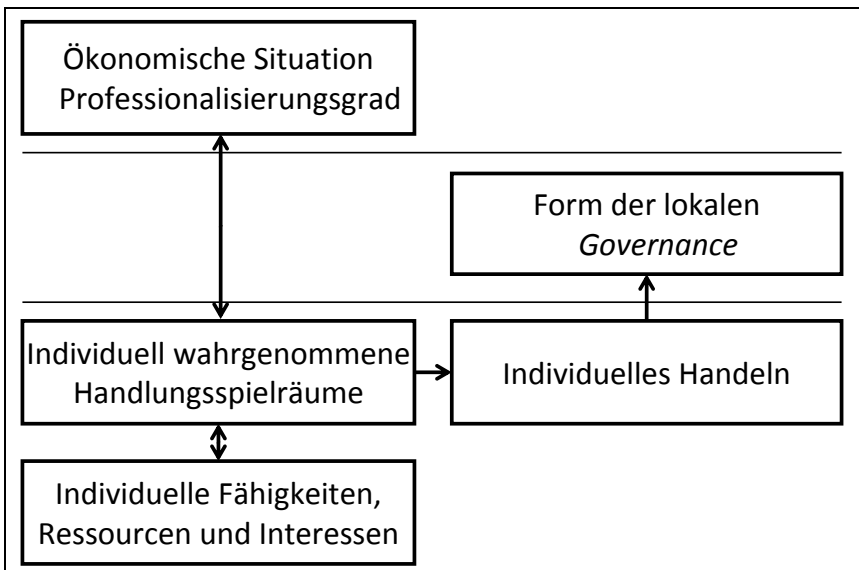 Ökonomische Situation
Professionalisierungsgrad
Form der lokalen
Governance
Individuell wahrgenommene
Handlungsspielräume
Individuelles Handeln
Individuelle Fähigkeiten,
Ressourcen und Interessen